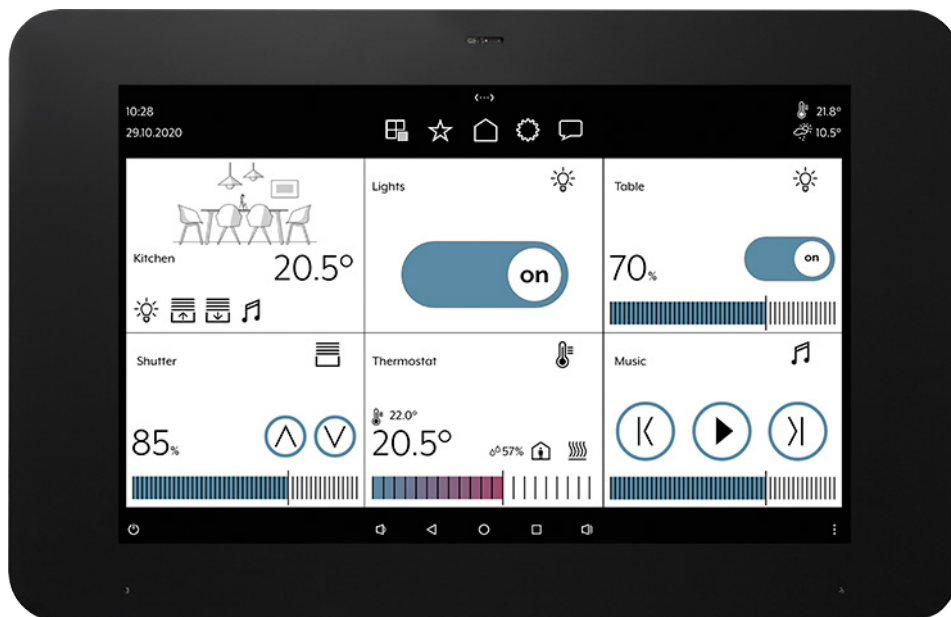 10:28
29.10.2020
21.8°
10.5°
Kitchen
20.5°
Lights
on
Table
70%
on
Shutter
85%
Thermostat
22.0°
20.5°
57%
Music